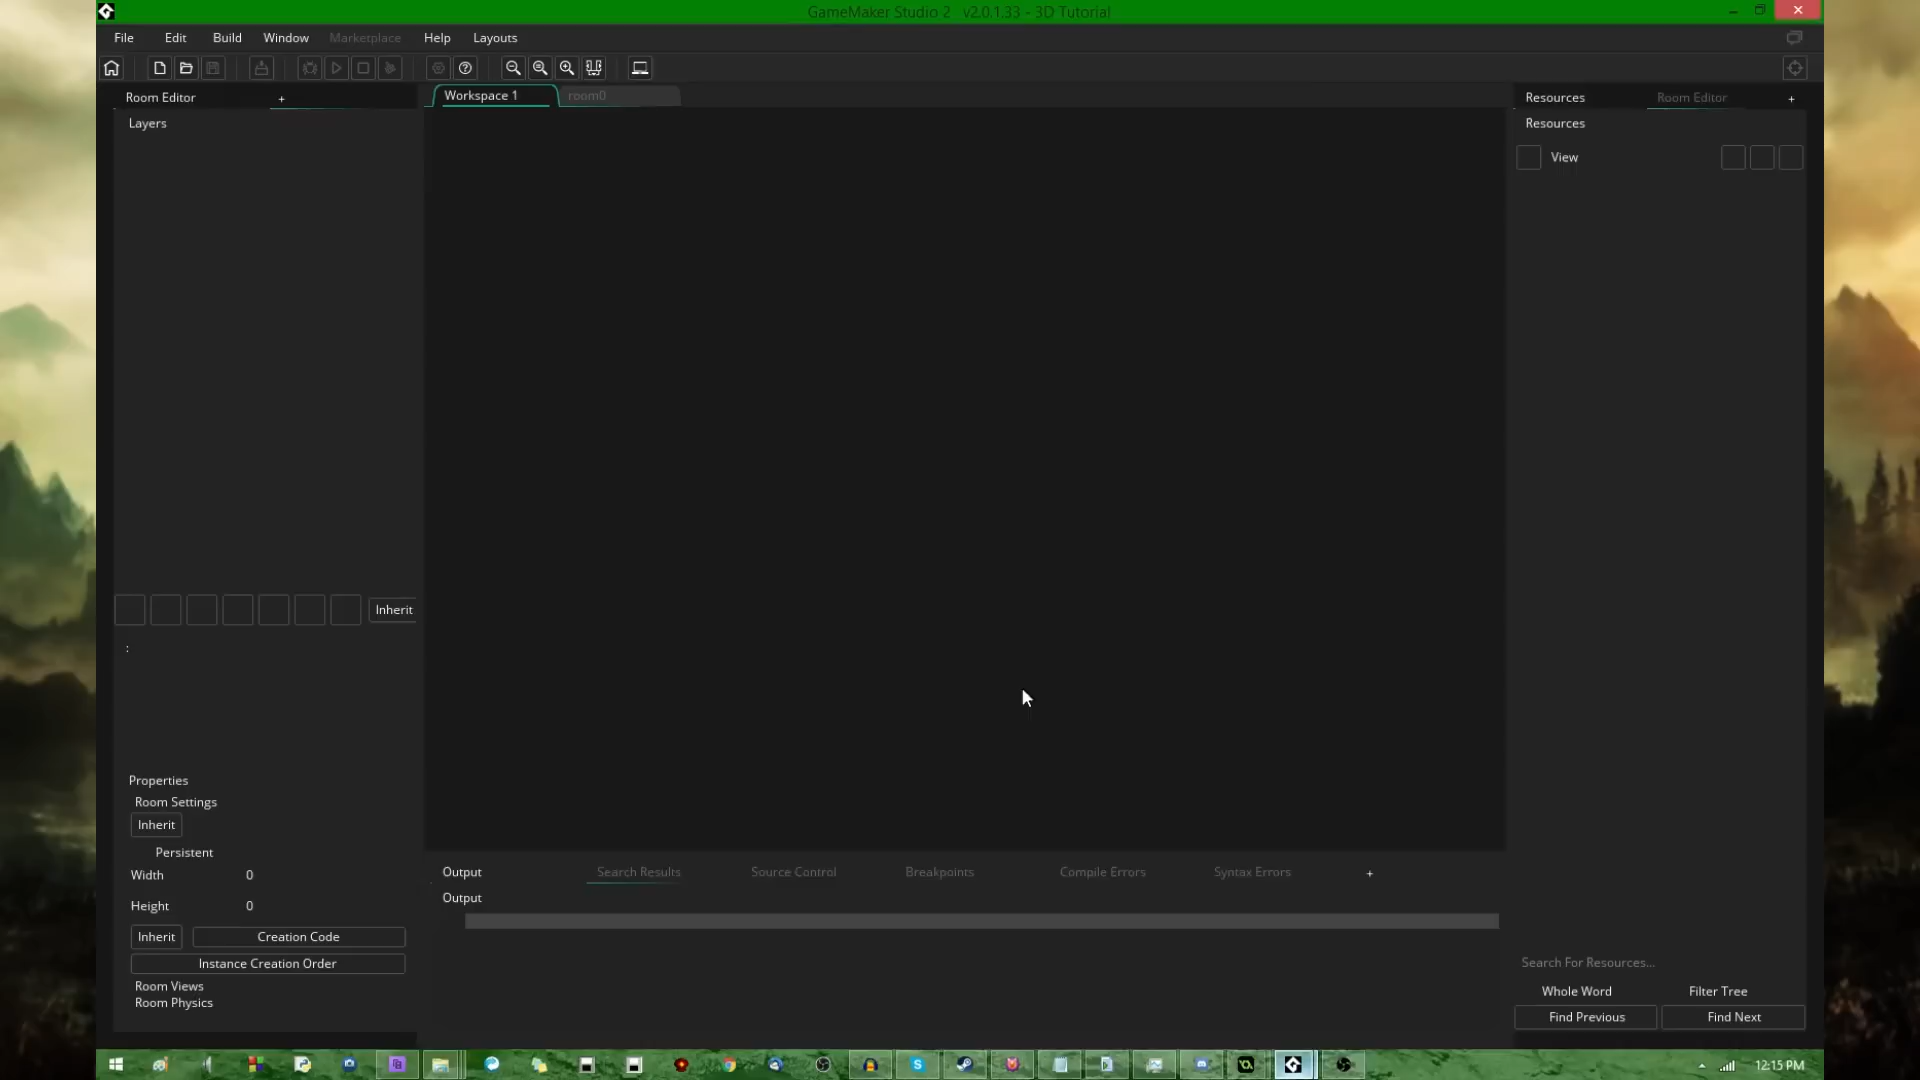 GameMaker Studio 2   v2.0.1.33 - 3D Tutorial
File Edit Build Window Marketplace Help Layouts
Room Editor +
Workspace 1 room0
Resources Room Editor +
Layers
Resources
View
Inherit
:
Properties
Room Settings
Inherit
Persistent
Width 0
Height 0
Inherit Creation Code
Instance Creation Order
Room Views
Room Physics
Output Search Results Source Control Breakpoints Compile Errors Syntax Errors +
Output
Search For Resources...
Whole Word Filter Tree
Find Previous Find Next
12:15 PM